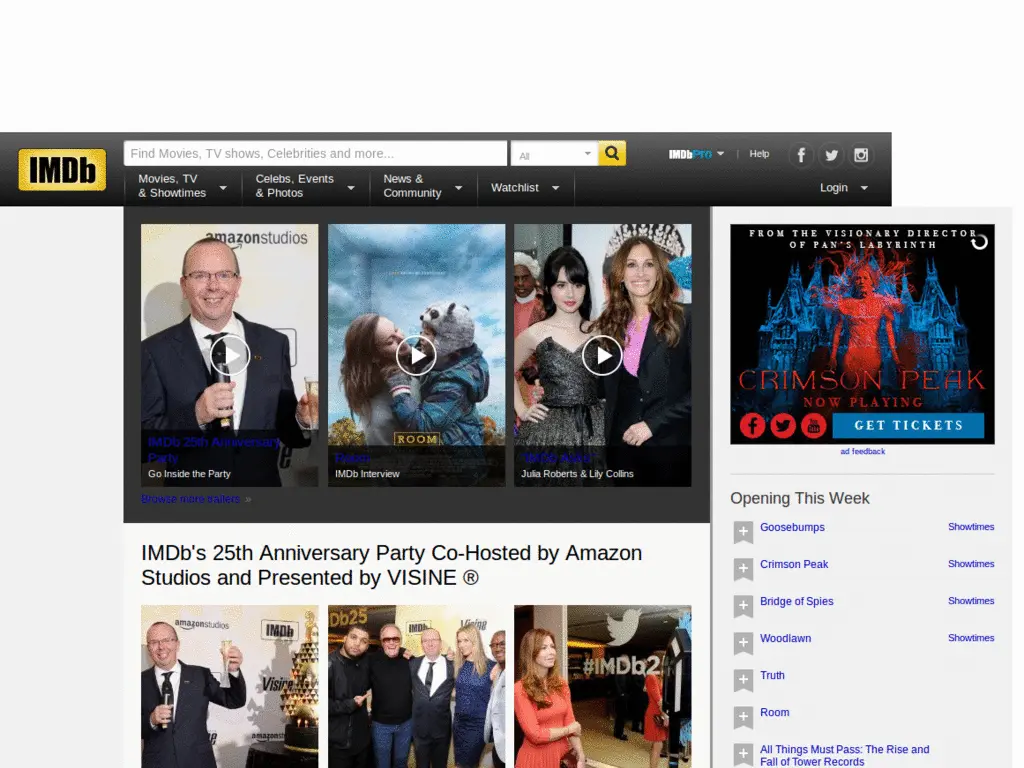 IMDb
Find Movies, TV shows, Celebrities and more...
All
IMDbPro
Help
Movies, TV
& Showtimes
Celebs, Events
& Photos
News &
Community
Watchlist
Login
amazonstudios
IMDb 25th Anniversary
Party
Go Inside the Party
ROOM
Room
IMDb Interview
Julia Roberts & Lily Collins
Browse more trailers »
FROM THE VISIONARY DIRECTOR
OF PAN'S LABYRINTH
CRIMSON PEAK
NOW PLAYING
GET TICKETS
ad feedback
Opening This Week
Goosebumps Showtimes
Crimson Peak Showtimes
Bridge of Spies Showtimes
Woodlawn Showtimes
Truth
Room
All Things Must Pass: The Rise and
Fall of Tower Records
IMDb's 25th Anniversary Party Co-Hosted by Amazon
Studios and Presented by VISINE ®
amazonstudios
IMDb
Visine
amazon
IMDb25
IMDb
Visine
#IMDb2